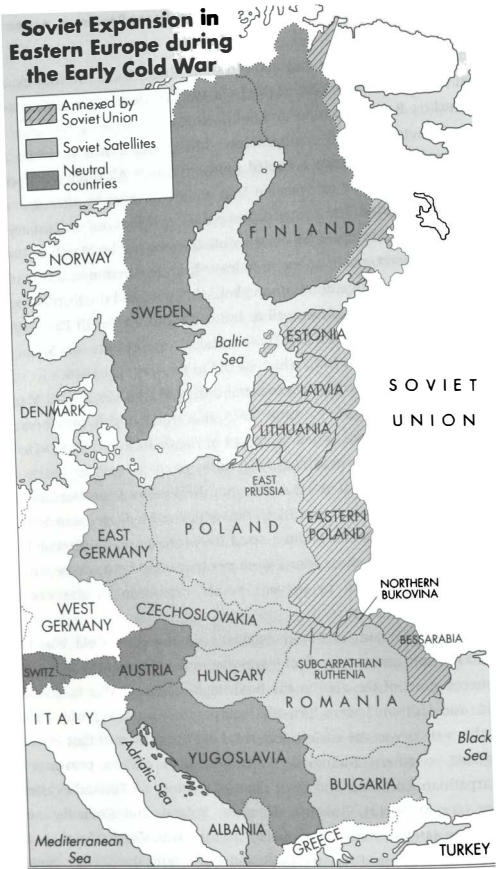 Soviet Expansion in
Eastern Europe during
the Early Cold War
Annexed by
Soviet Union
Soviet Satellites
Neutral
countries
FINLAND
NORWAY
SWEDEN
ESTONIA
Baltic
Sea
LATVIA
SOVIET
UNION
DENMARK
LITHUANIA
EAST
PRUSSIA
POLAND
EASTERN
POLAND
EAST
GERMANY
NORTHERN
BUKOVINA
WEST
GERMANY
CZECHOSLOVAKIA
BESSARABIA
SWITZ.
AUSTRIA
HUNGARY
SUBCARPATHIAN
RUTHENIA
ROMANIA
ITALY
Adriatic Sea
YUGOSLAVIA
Black
Sea
BULGARIA
ALBANIA
GREECE
Mediterranean
Sea
TURKEY